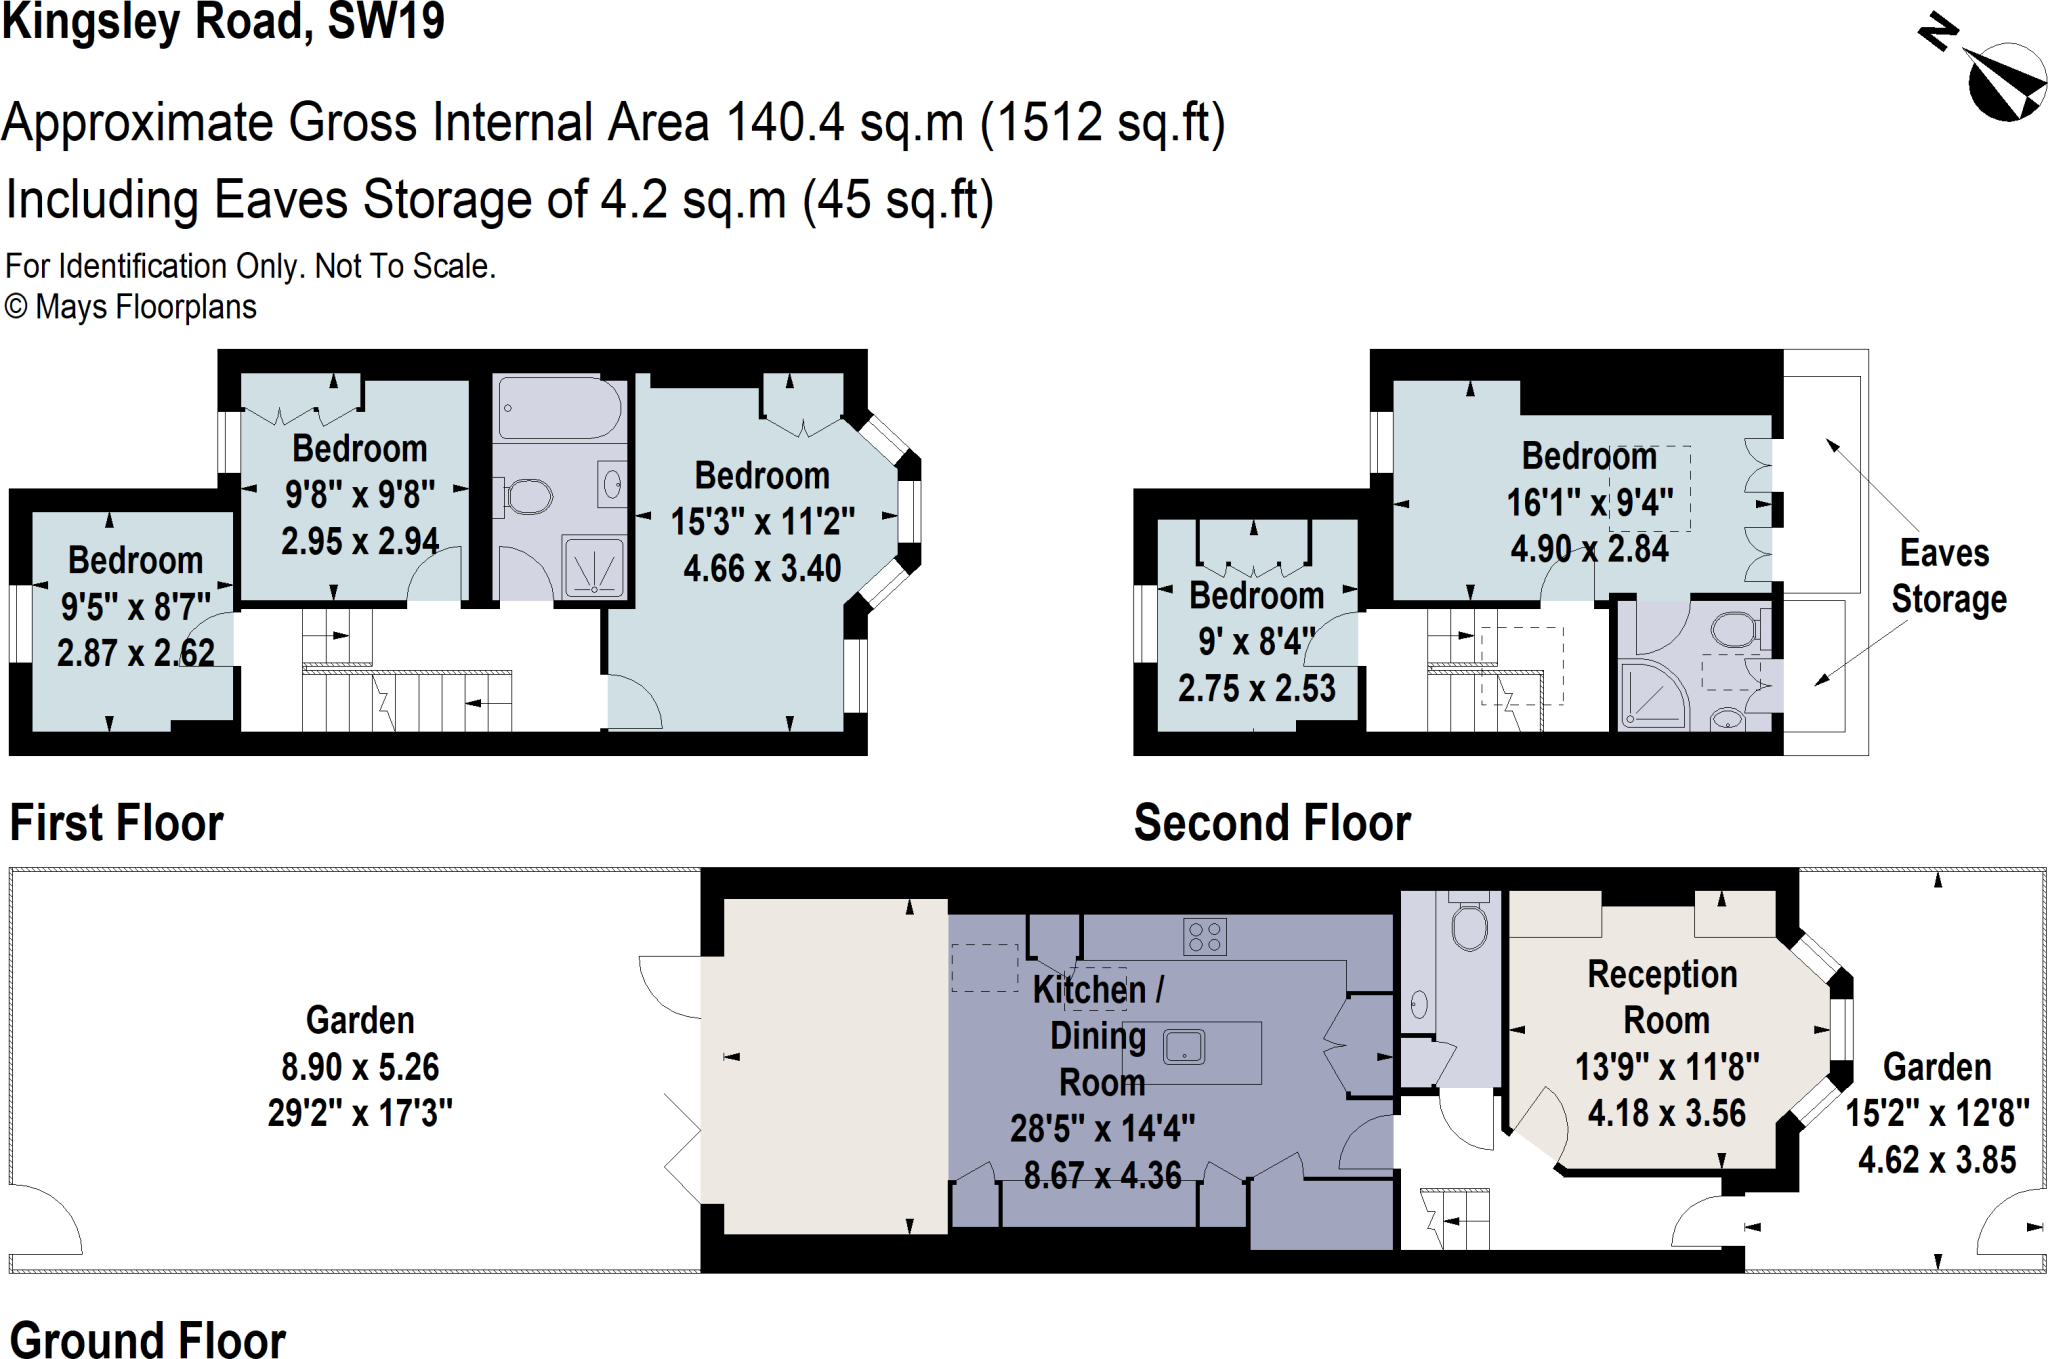 Kingsley Road, SW19
N
Approximate Gross Internal Area 140.4 sq.m (1512 sq.ft)
Including Eaves Storage of 4.2 sq.m (45 sq.ft)
For Identification Only. Not To Scale.
© Mays Floorplans
Bedroom
9'5" x 8'7"
2.87 x 2.62
Bedroom
9'8" x 9'8"
2.95 x 2.94
Bedroom
15'3" x 11'2"
4.66 x 3.40
First Floor
Bedroom
9' x 8'4"
2.75 x 2.53
Bedroom
16'1" x 9'4"
4.90 x 2.84
Eaves
Storage
Second Floor
Garden
8.90 x 5.26
29'2" x 17'3"
Kitchen /
Dining
Room
28'5" x 14'4"
8.67 x 4.36
Reception
Room
13'9" x 11'8"
4.18 x 3.56
Garden
15'2" x 12'8"
4.62 x 3.85
Ground Floor